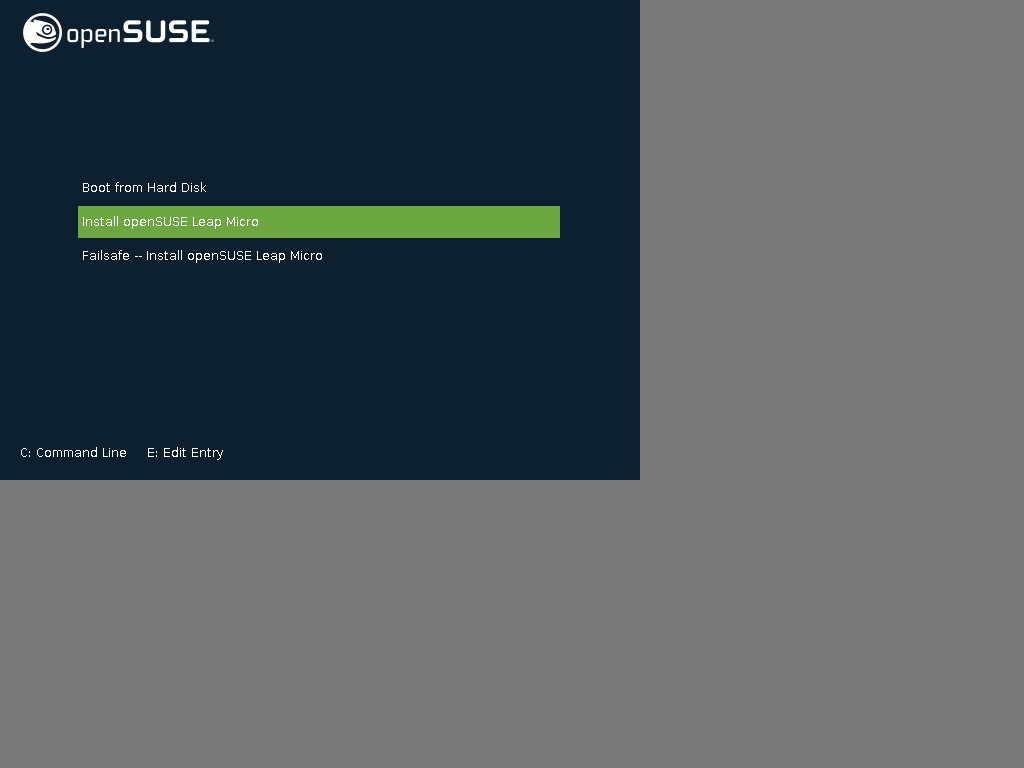 openSUSE
Boot from Hard Disk
Install openSUSE Leap Micro
Failsafe -- Install openSUSE Leap Micro
C: Command Line E: Edit Entry